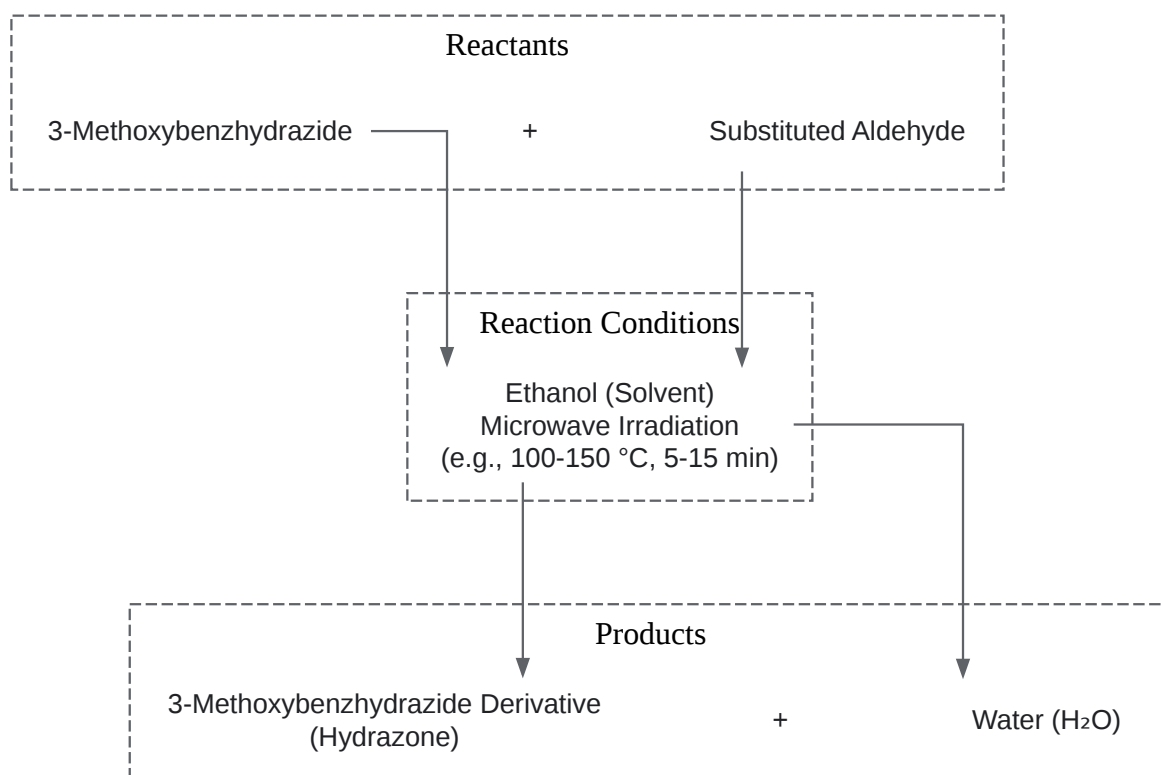 Reactants
3-Methoxybenzhydrazide + Substituted Aldehyde
Reaction Conditions
Ethanol (Solvent)
Microwave Irradiation
(e.g., 100-150 °C, 5-15 min)
Products
3-Methoxybenzhydrazide Derivative
(Hydrazone)
+ Water (H₂O)